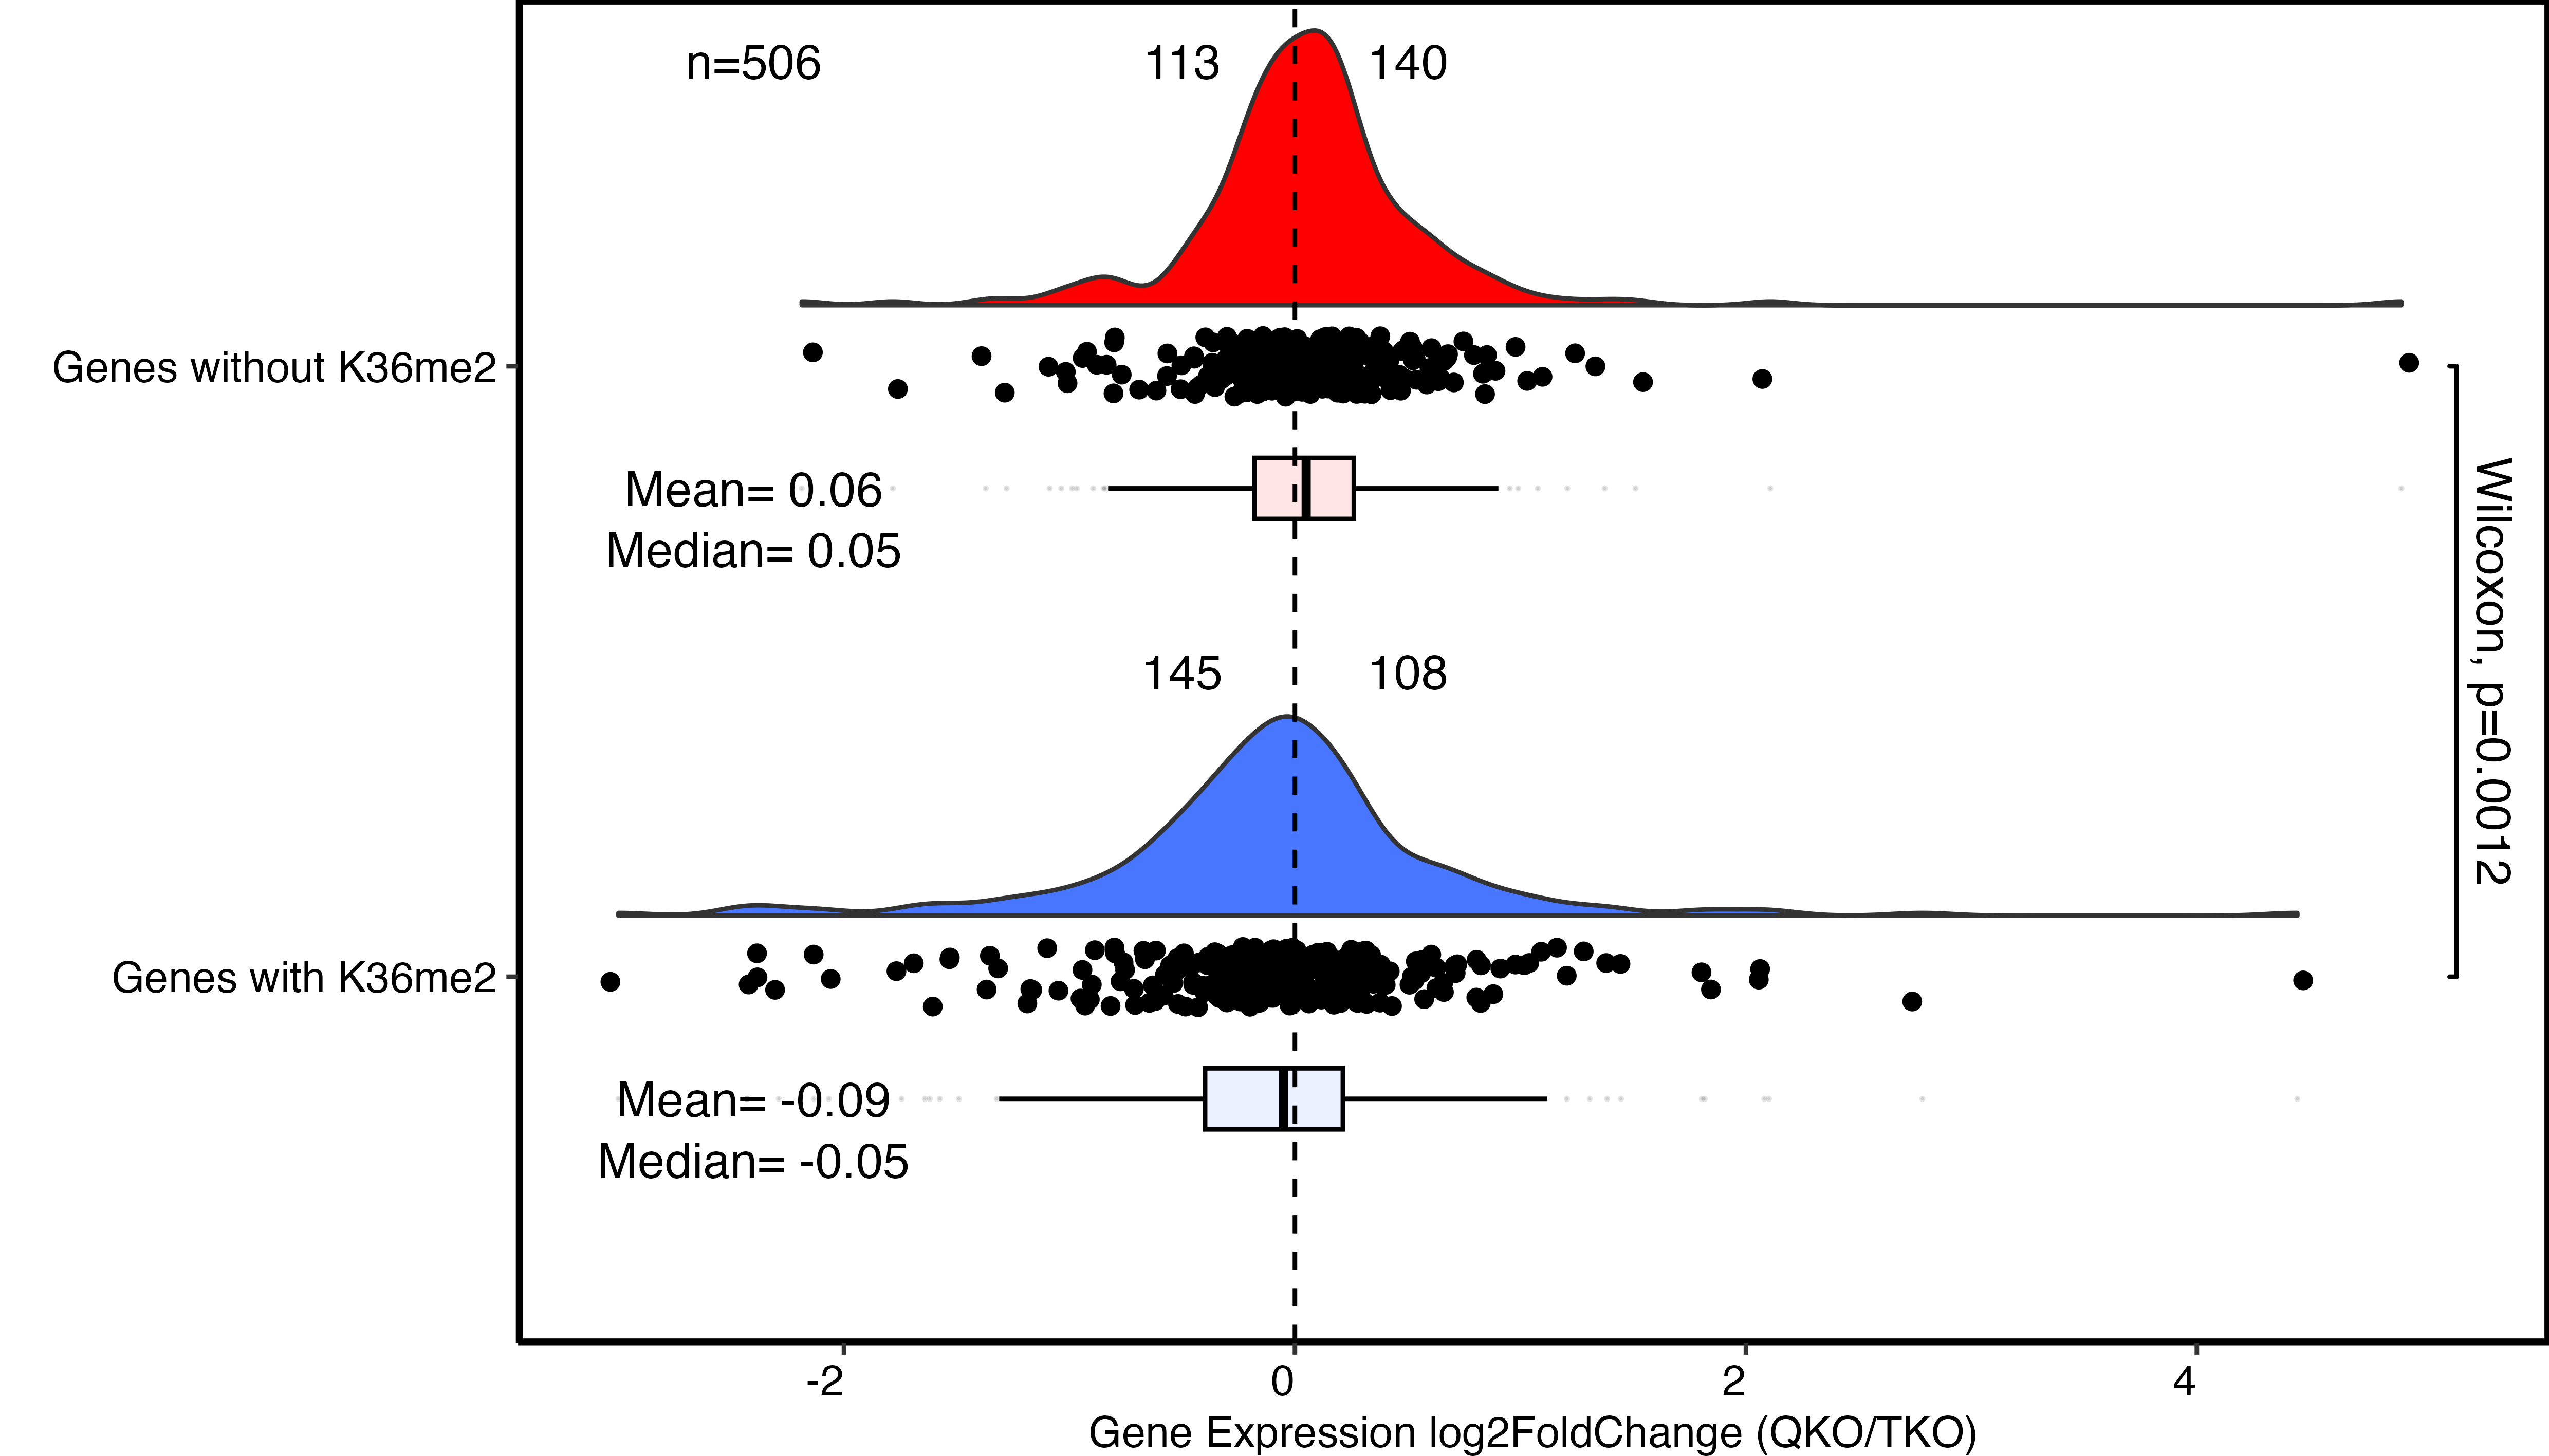 n=506
113
140
Genes without K36me2
Mean= 0.06
Median= 0.05
145
108
Genes with K36me2
Mean= -0.09
Median= -0.05
Wilcoxon, p=0.0012
-2
0
2
4
Gene Expression log2FoldChange (QKO/TKO)